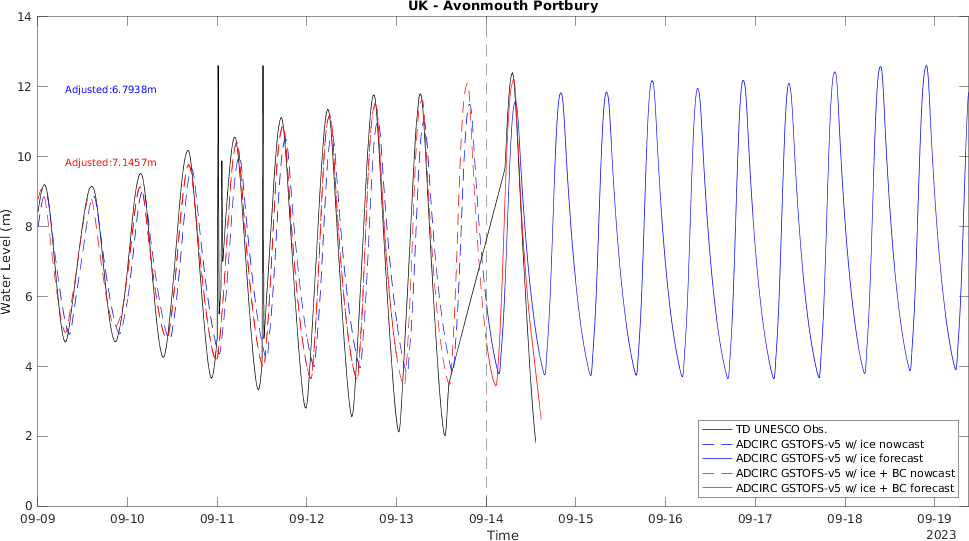 UK - Avonmouth Portbury
14
12
10
8
6
4
2
0
Water Level (m)
Adjusted:6.7938m
Adjusted:7.1457m
TD UNESCO Obs.
ADCIRC GSTOFS-v5 w/ ice nowcast
ADCIRC GSTOFS-v5 w/ ice forecast
ADCIRC GSTOFS-v5 w/ ice + BC nowcast
ADCIRC GSTOFS-v5 w/ ice + BC forecast
09-09 09-10 09-11 09-12 09-13 09-14 09-15 09-16 09-17 09-18 09-19
Time
2023